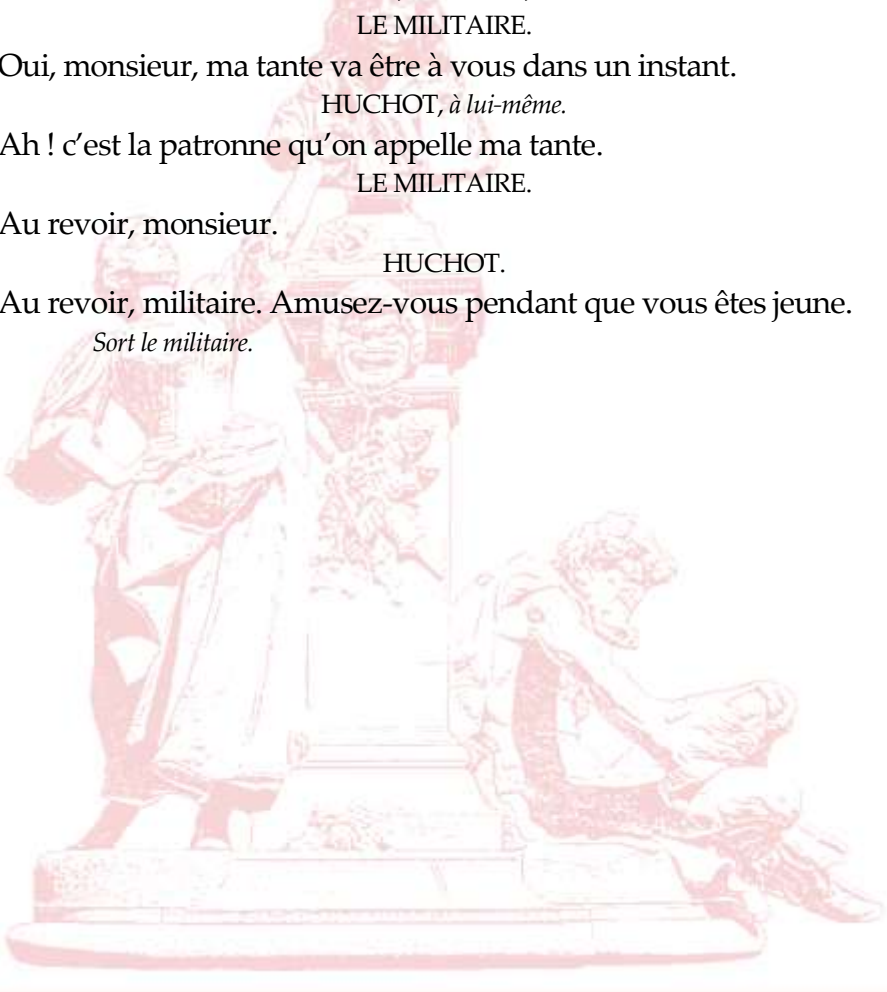 LE MILITAIRE.
Oui, monsieur, ma tante va être à vous dans un instant.
HUCHOT, à lui-même.
Ah ! c’est la patronne qu’on appelle ma tante.
LE MILITAIRE.
Au revoir, monsieur.
HUCHOT.
Au revoir, militaire. Amusez-vous pendant que vous êtes jeune.
Sort le militaire.